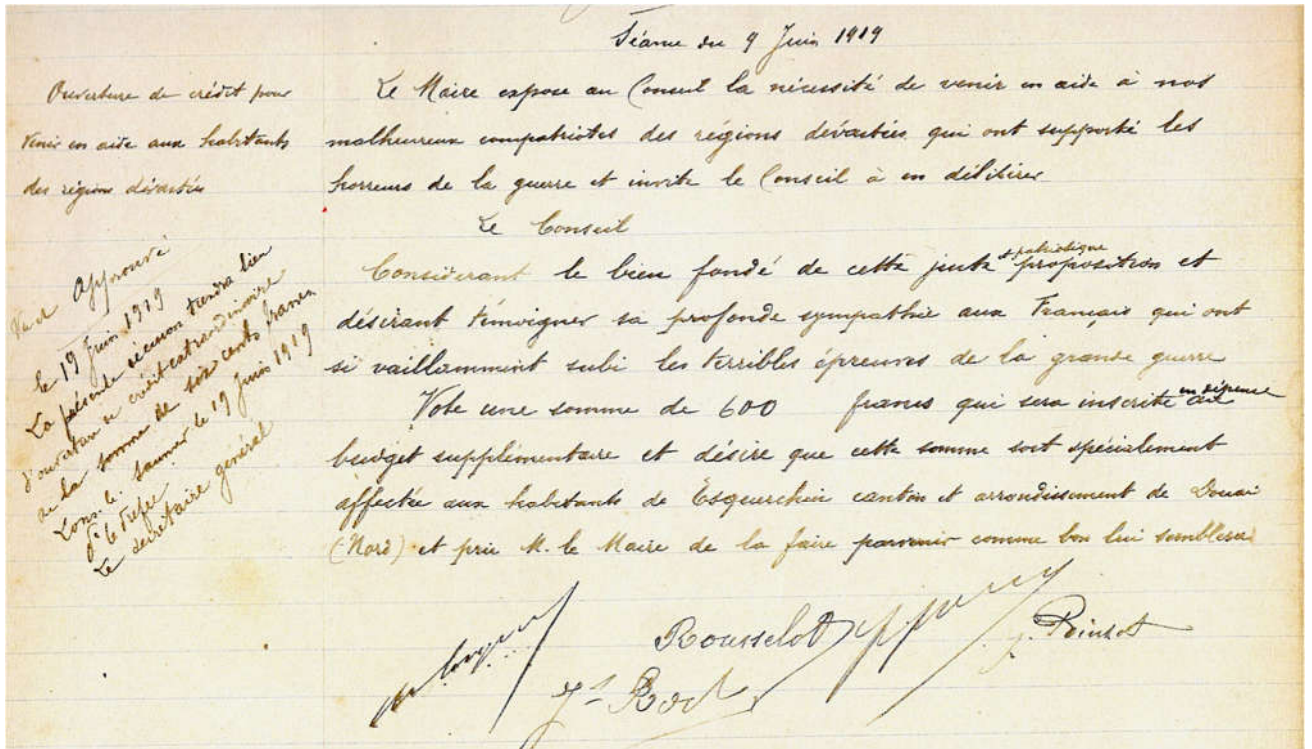 Séance du 9 Juin 1919
Ouverture de crédit pour
venir en aide aux habitants
des régions dévastées
Le Maire expose au Conseil la nécessité de venir en aide à nos
malheureux compatriotes des régions dévastées qui ont supporté les
horreurs de la guerre et invite le Conseil à en délibérer
Le Conseil
Considérant le bien fondé de cette juste et patriotique proposition et
désirant témoigner sa profonde sympathie aux Français qui ont
si vaillamment subi les terribles épreuves de la grande guerre
Vote une somme de 600 francs qui sera inscrite en dépense au
budget supplémentaire et désire que cette somme soit spécialement
affectée aux habitants de Esquerchin canton et arrondissement de Douai
(Nord) et prie M. le Maire de la faire parvenir comme bon lui semblera
Vu et Approuvé
le 19 Juin 1919
La présente décision tiendra lieu
d'ouverture de crédit extraordinaire
de la somme de six cents francs
Lons-le-Saunier le 19 Juin 1919
Pr le Préfet
Le Secrétaire général
Rousselot
J. Poinsot